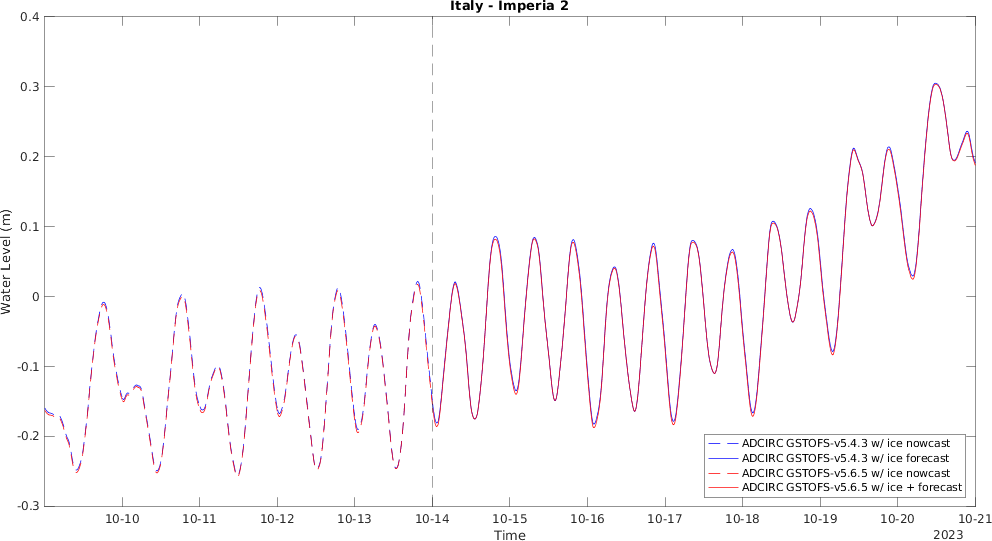 Italy - Imperia 2
Water Level (m)
0.4
0.3
0.2
0.1
0
-0.1
-0.2
-0.3
10-10 10-11 10-12 10-13 10-14 10-15 10-16 10-17 10-18 10-19 10-20 10-21
Time
2023
ADCIRC GSTOFS-v5.4.3 w/ ice nowcast
ADCIRC GSTOFS-v5.4.3 w/ ice forecast
ADCIRC GSTOFS-v5.6.5 w/ ice nowcast
ADCIRC GSTOFS-v5.6.5 w/ ice + forecast